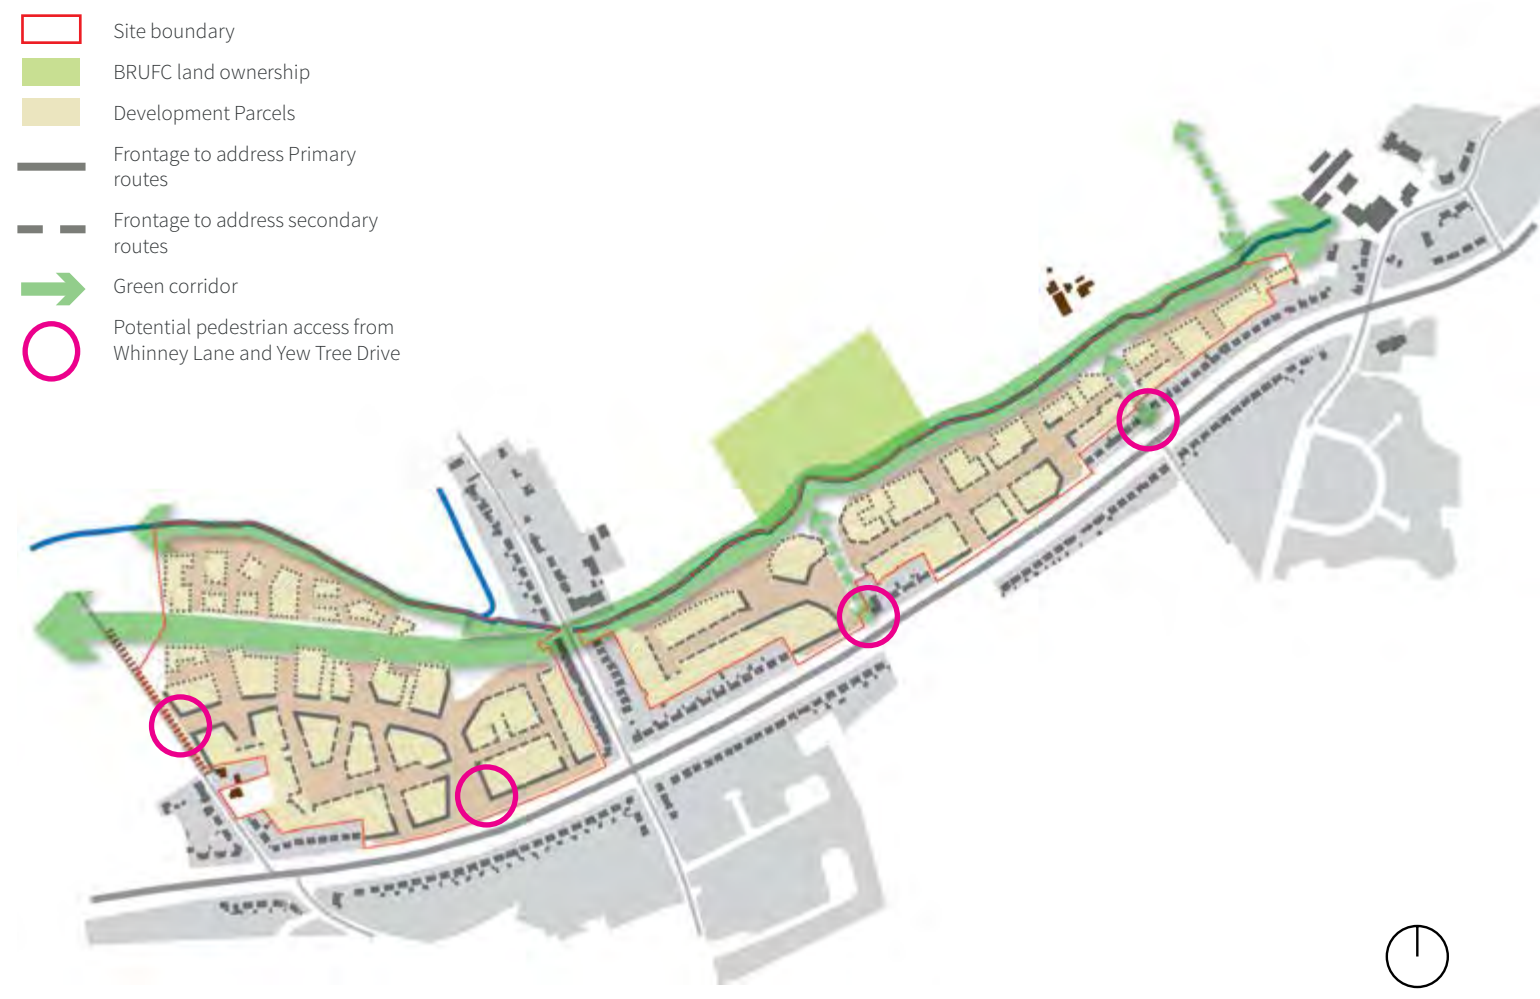 Site boundary
BRUFC land ownership
Development Parcels
Frontage to address Primary
routes
Frontage to address secondary
routes
Green corridor
Potential pedestrian access from
Whinney Lane and Yew Tree Drive